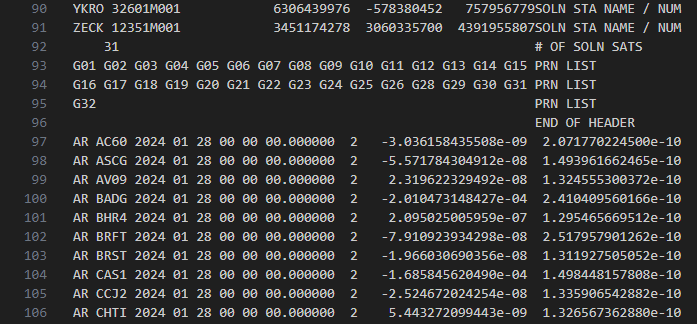 90 YKRO 32601M001 6306439976 -578380452 757956779SOLN STA NAME / NUM
91 ZECK 12351M001 3451174278 3060335700 4391955807SOLN STA NAME / NUM
92 31 # OF SOLN SATS
93 G01 G02 G03 G04 G05 G06 G07 G08 G09 G10 G11 G12 G13 G14 G15 PRN LIST
94 G16 G17 G18 G19 G20 G21 G22 G23 G24 G25 G26 G28 G29 G30 G31 PRN LIST
95 G32 PRN LIST
96 END OF HEADER
97 AR AC60 2024 01 28 00 00 00.000000 2 -3.036158435508e-09 2.071770224500e-10
98 AR ASCG 2024 01 28 00 00 00.000000 2 -5.571784304912e-08 1.493961662465e-10
99 AR AV09 2024 01 28 00 00 00.000000 2 2.319622329492e-08 1.324555300372e-10
100 AR BADG 2024 01 28 00 00 00.000000 2 -2.010473148427e-04 2.410409560166e-10
101 AR BHR4 2024 01 28 00 00 00.000000 2 2.095025005959e-07 1.295465669512e-10
102 AR BRFT 2024 01 28 00 00 00.000000 2 -7.910923934298e-08 2.517957901262e-10
103 AR BRST 2024 01 28 00 00 00.000000 2 -1.966030690356e-08 1.311927505052e-10
104 AR CAS1 2024 01 28 00 00 00.000000 2 -1.685845620490e-04 1.498448157808e-10
105 AR CCJ2 2024 01 28 00 00 00.000000 2 -2.524672024254e-08 1.335906542882e-10
106 AR CHTI 2024 01 28 00 00 00.000000 2 5.443272099443e-09 1.326567362880e-10